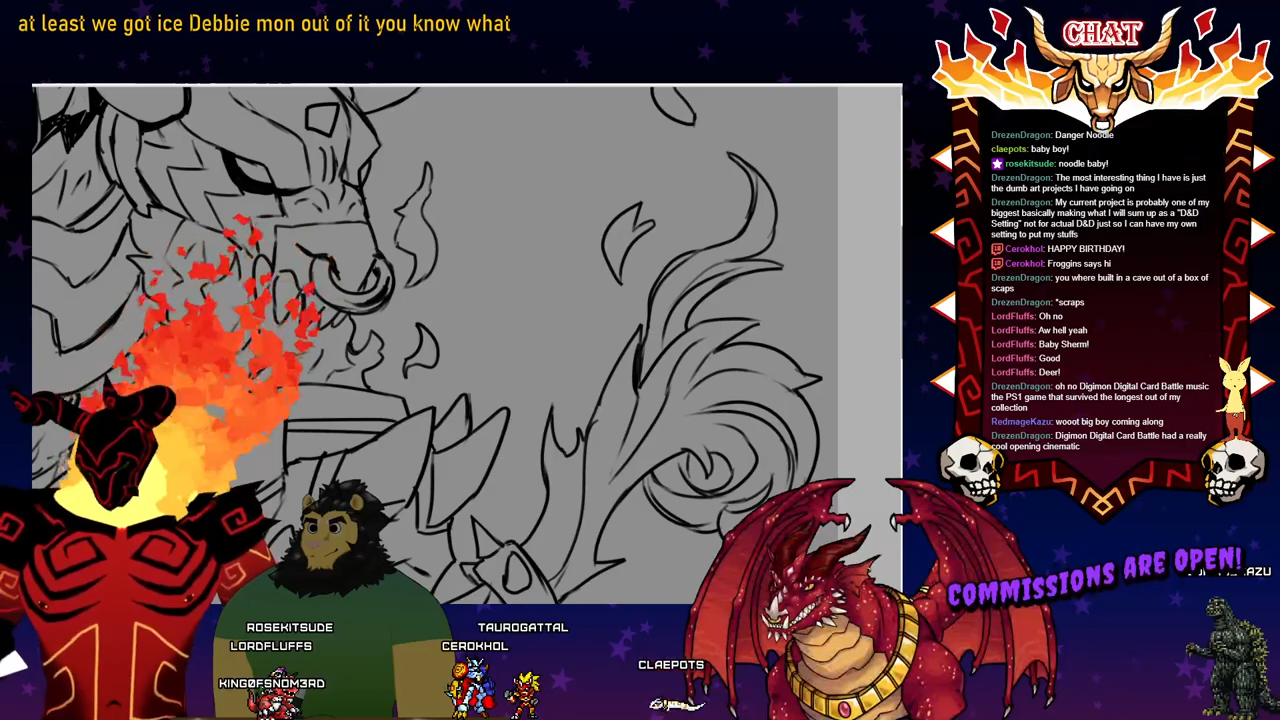 at least we got ice Debbie mon out of it you know what
CHAT
DrezenDragon: Danger Noodle
claepots: baby boy!
rosekitsude: noodle baby!
DrezenDragon: The most interesting thing I have is just
the dumb art projects I have going on
DrezenDragon: My current project is probably one of my
biggest basically making what I will sum up as a "D&D
Setting" not for actual D&D just so I can have my own
setting to put my stuffs
Cerokhol: HAPPY BIRTHDAY!
Cerokhol: Froggins says hi
DrezenDragon: you where built in a cave out of a box of
scaps
DrezenDragon: *scraps
LordFluffs: Oh no
LordFluffs: Aw hell yeah
LordFluffs: Baby Sherm!
LordFluffs: Good
LordFluffs: Deer!
DrezenDragon: oh no Digimon Digital Card Battle music
the PS1 game that survived the longest out of my
collection
RedmageKazu: wooot big boy coming along
DrezenDragon: Digimon Digital Card Battle had a really
cool opening cinematic
COMMISSIONS ARE OPEN!
ROSEKITSUDE
TAUROGATTAL
LORDFLUFFS
CEROKHOL
CLAEPOTS
KING0FSNOM3RD